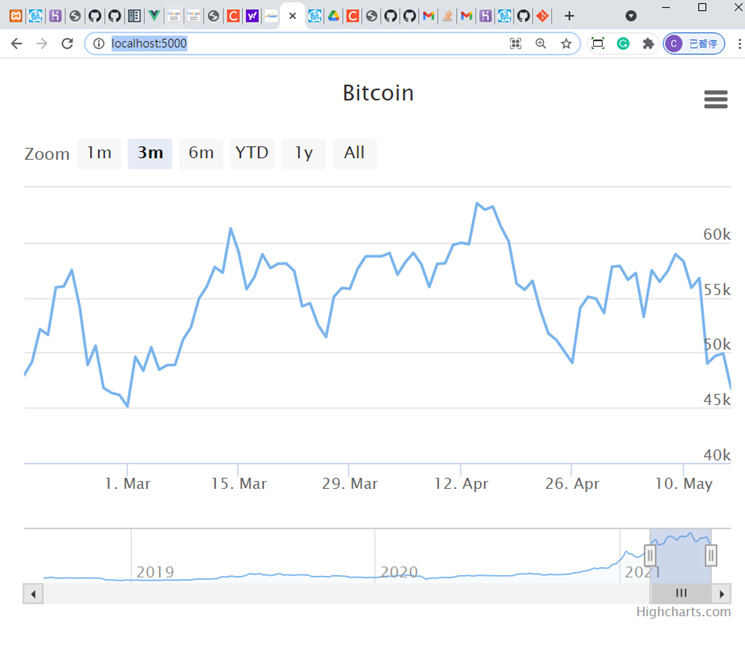 localhost:5000
C 已暫停
Bitcoin
Zoom 1m 3m 6m YTD 1y All
60k
55k
50k
45k
40k
1. Mar 15. Mar 29. Mar 12. Apr 26. Apr 10. May
2019 2020 2021
Highcharts.com